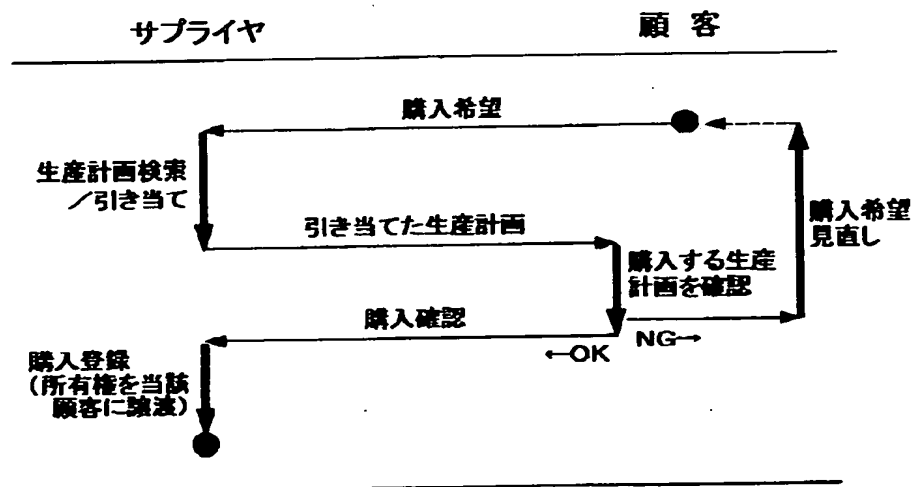 サプライヤ
顧客
購入希望
生産計画検索
／引き当て
購入希望
見直し
引き当てた生産計画
購入する生産
計画を確認
購入確認
←OK
NG→
購入登録
(所有権を当該
顧客に譲渡)